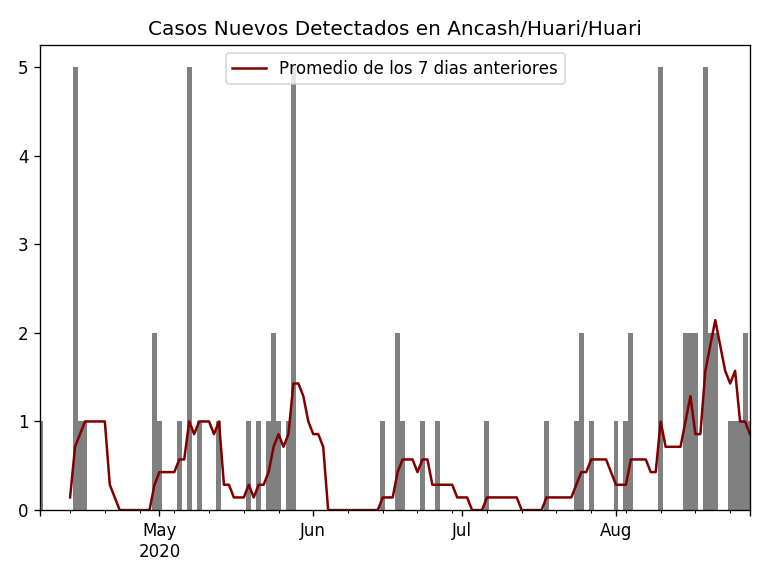 Casos Nuevos Detectados en Ancash/Huari/Huari
Promedio de los 7 dias anteriores
5
4
3
2
1
0
May
2020
Jun
Jul
Aug